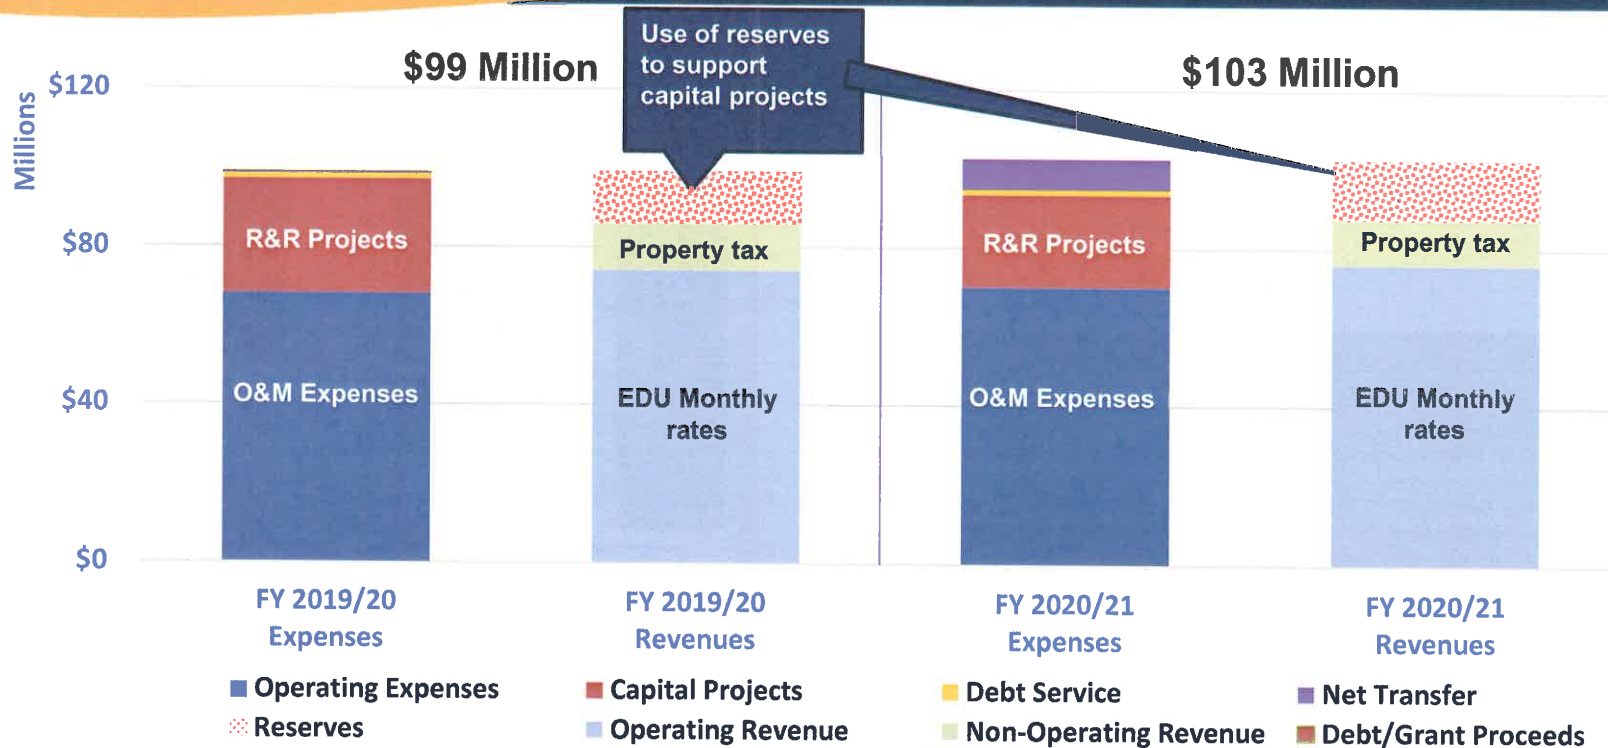 $99 Million
Use of reserves
to support
capital projects
$103 Million
Millions
$120
$80
$40
$0
R&R Projects
O&M Expenses
Property tax
EDU Monthly
rates
R&R Projects
O&M Expenses
Property tax
EDU Monthly
rates
FY 2019/20
Expenses
FY 2019/20
Revenues
FY 2020/21
Expenses
FY 2020/21
Revenues
Operating Expenses
Capital Projects
Debt Service
Net Transfer
Reserves
Operating Revenue
Non-Operating Revenue
Debt/Grant Proceeds